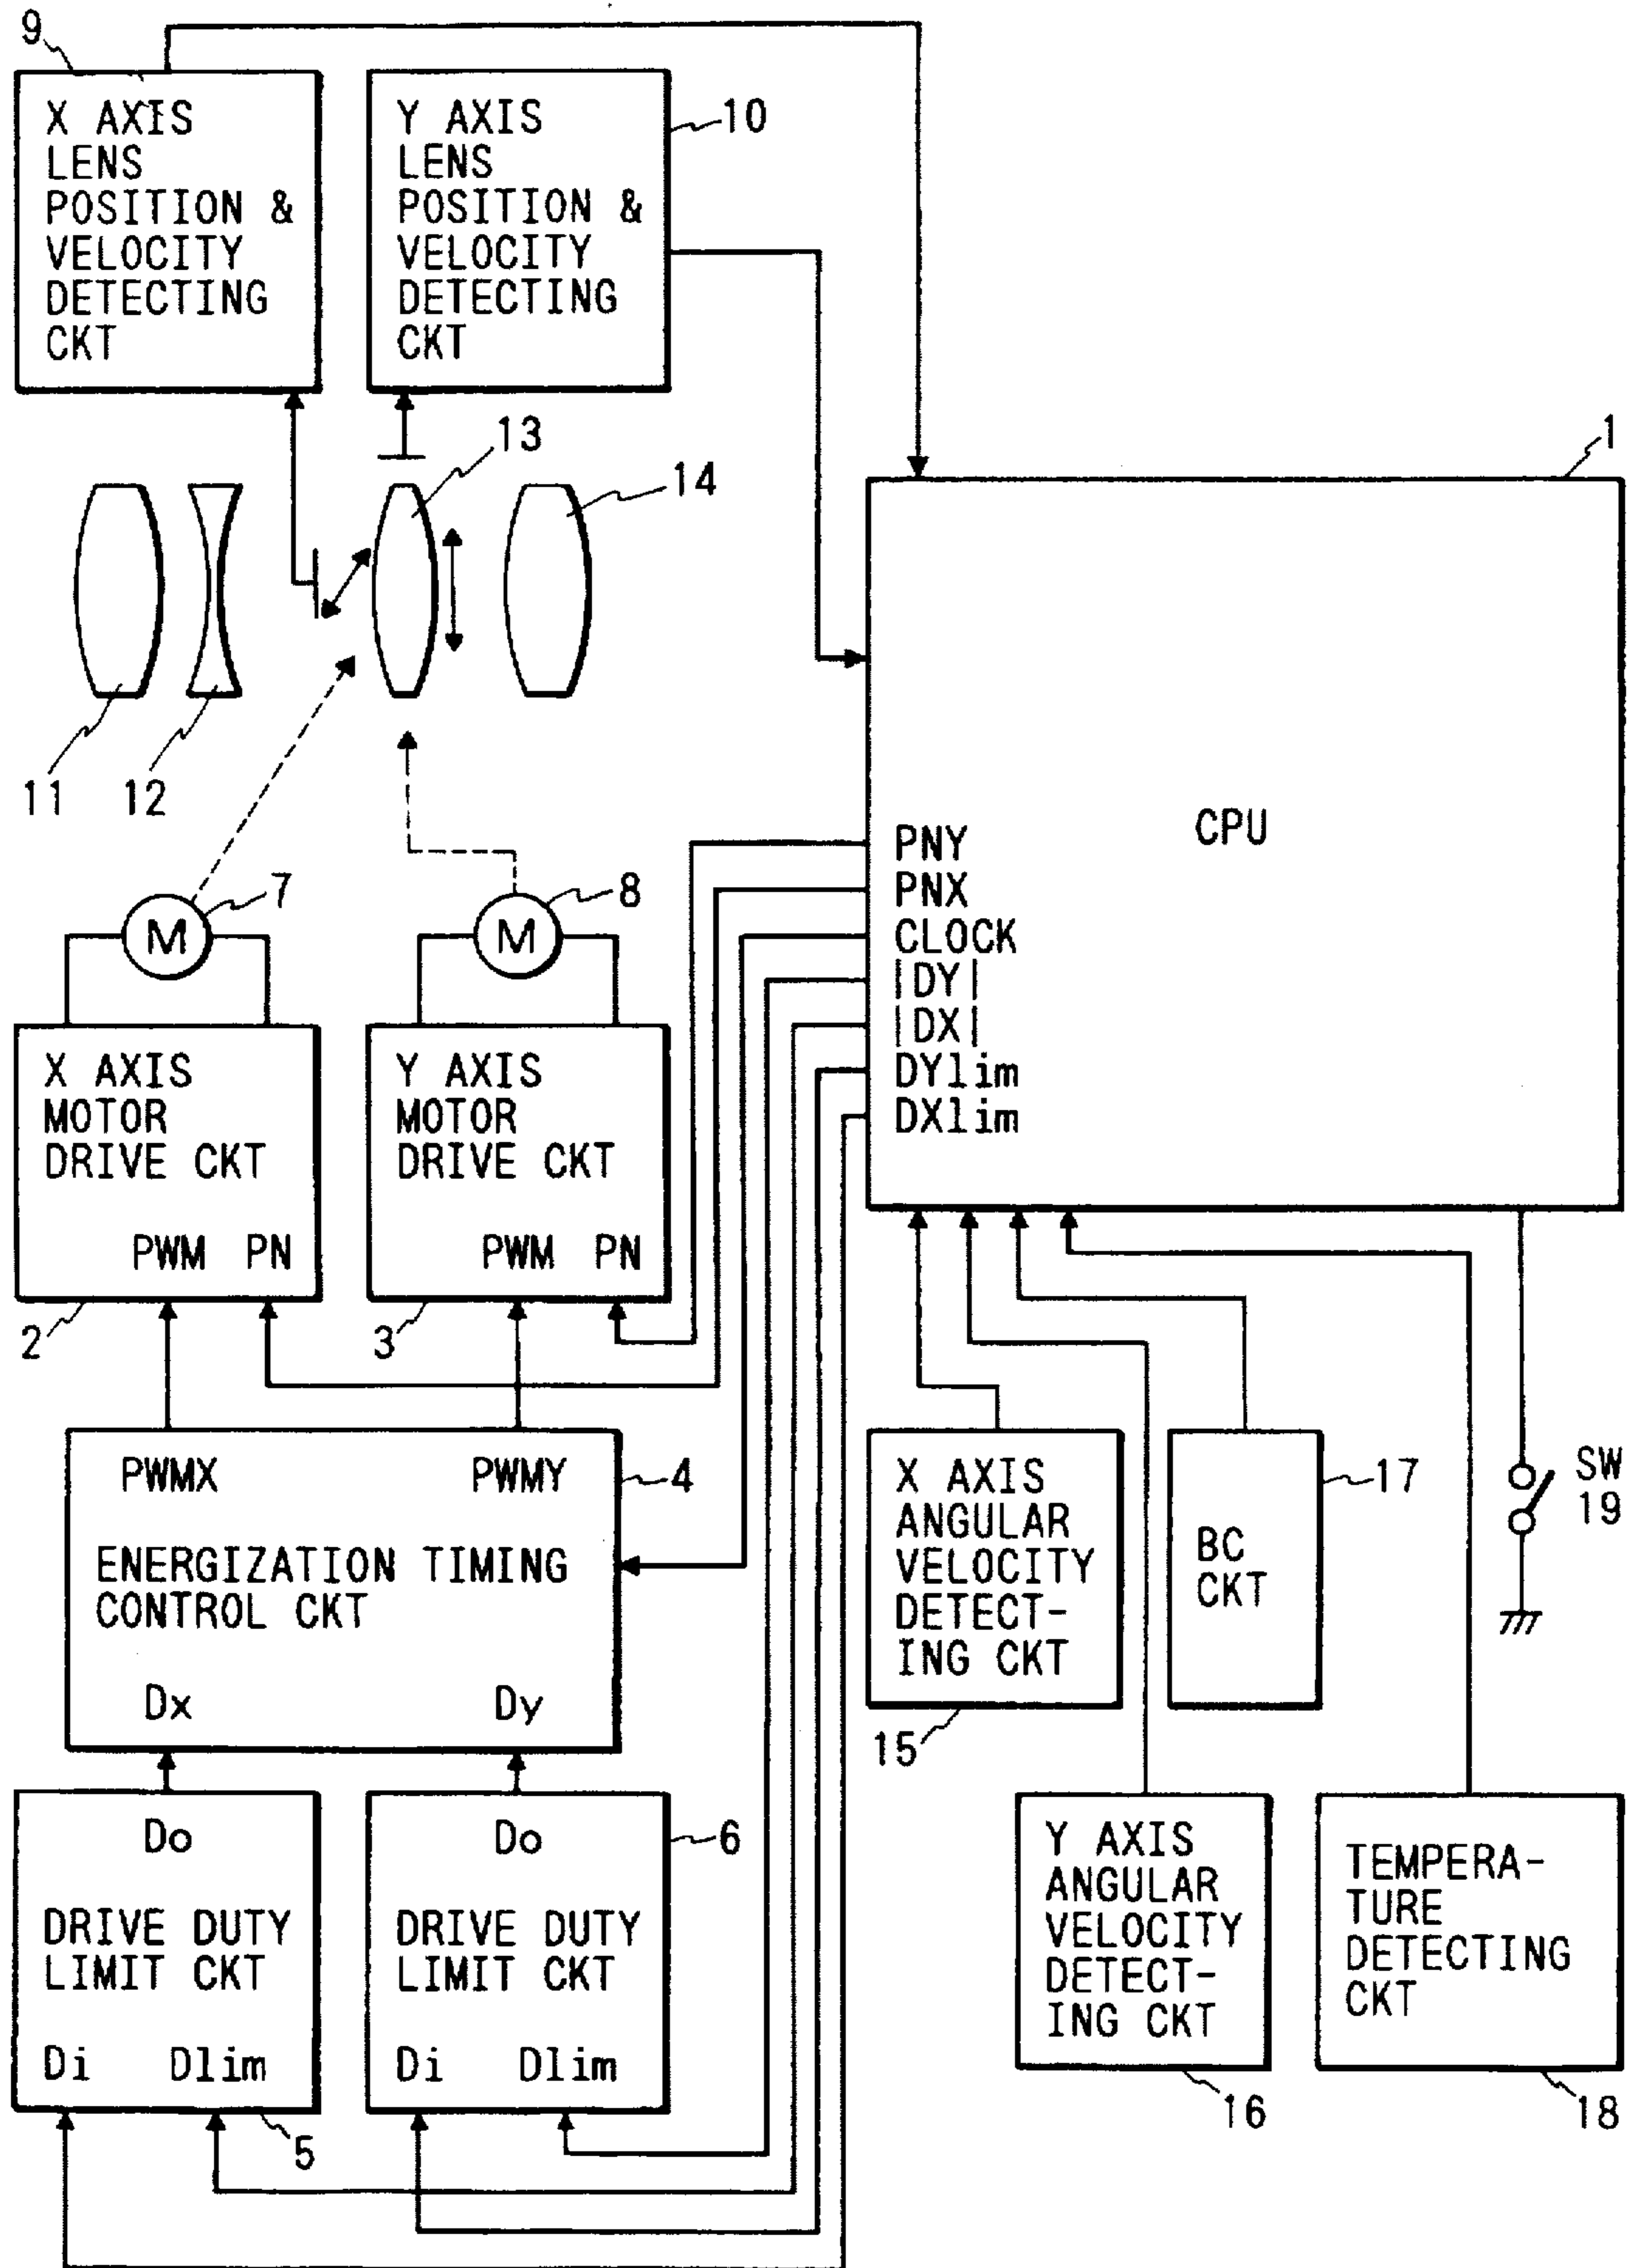 9
X AXIS
LENS
POSITION &
VELOCITY
DETECTING
CKT
Y AXIS
LENS
POSITION &
VELOCITY
DETECTING
CKT
10
13
14
11
12
1
CPU
PNY
PNX
CLOCK
|DY|
|DX|
DYlim
DXlim
7
M
8
M
X AXIS
MOTOR
DRIVE CKT
PWM PN
2
Y AXIS
MOTOR
DRIVE CKT
PWM PN
3
PWMX PWMY
4
ENERGIZATION TIMING
CONTROL CKT
Dx Dy
Do
DRIVE DUTY
LIMIT CKT
Di Dlim
5
Do
6
DRIVE DUTY
LIMIT CKT
Di Dlim
X AXIS
ANGULAR
VELOCITY
DETECT-
ING CKT
15
BC
CKT
17
SW
19
Y AXIS
ANGULAR
VELOCITY
DETECT-
ING CKT
16
TEMPERA-
TURE
DETECTING
CKT
18